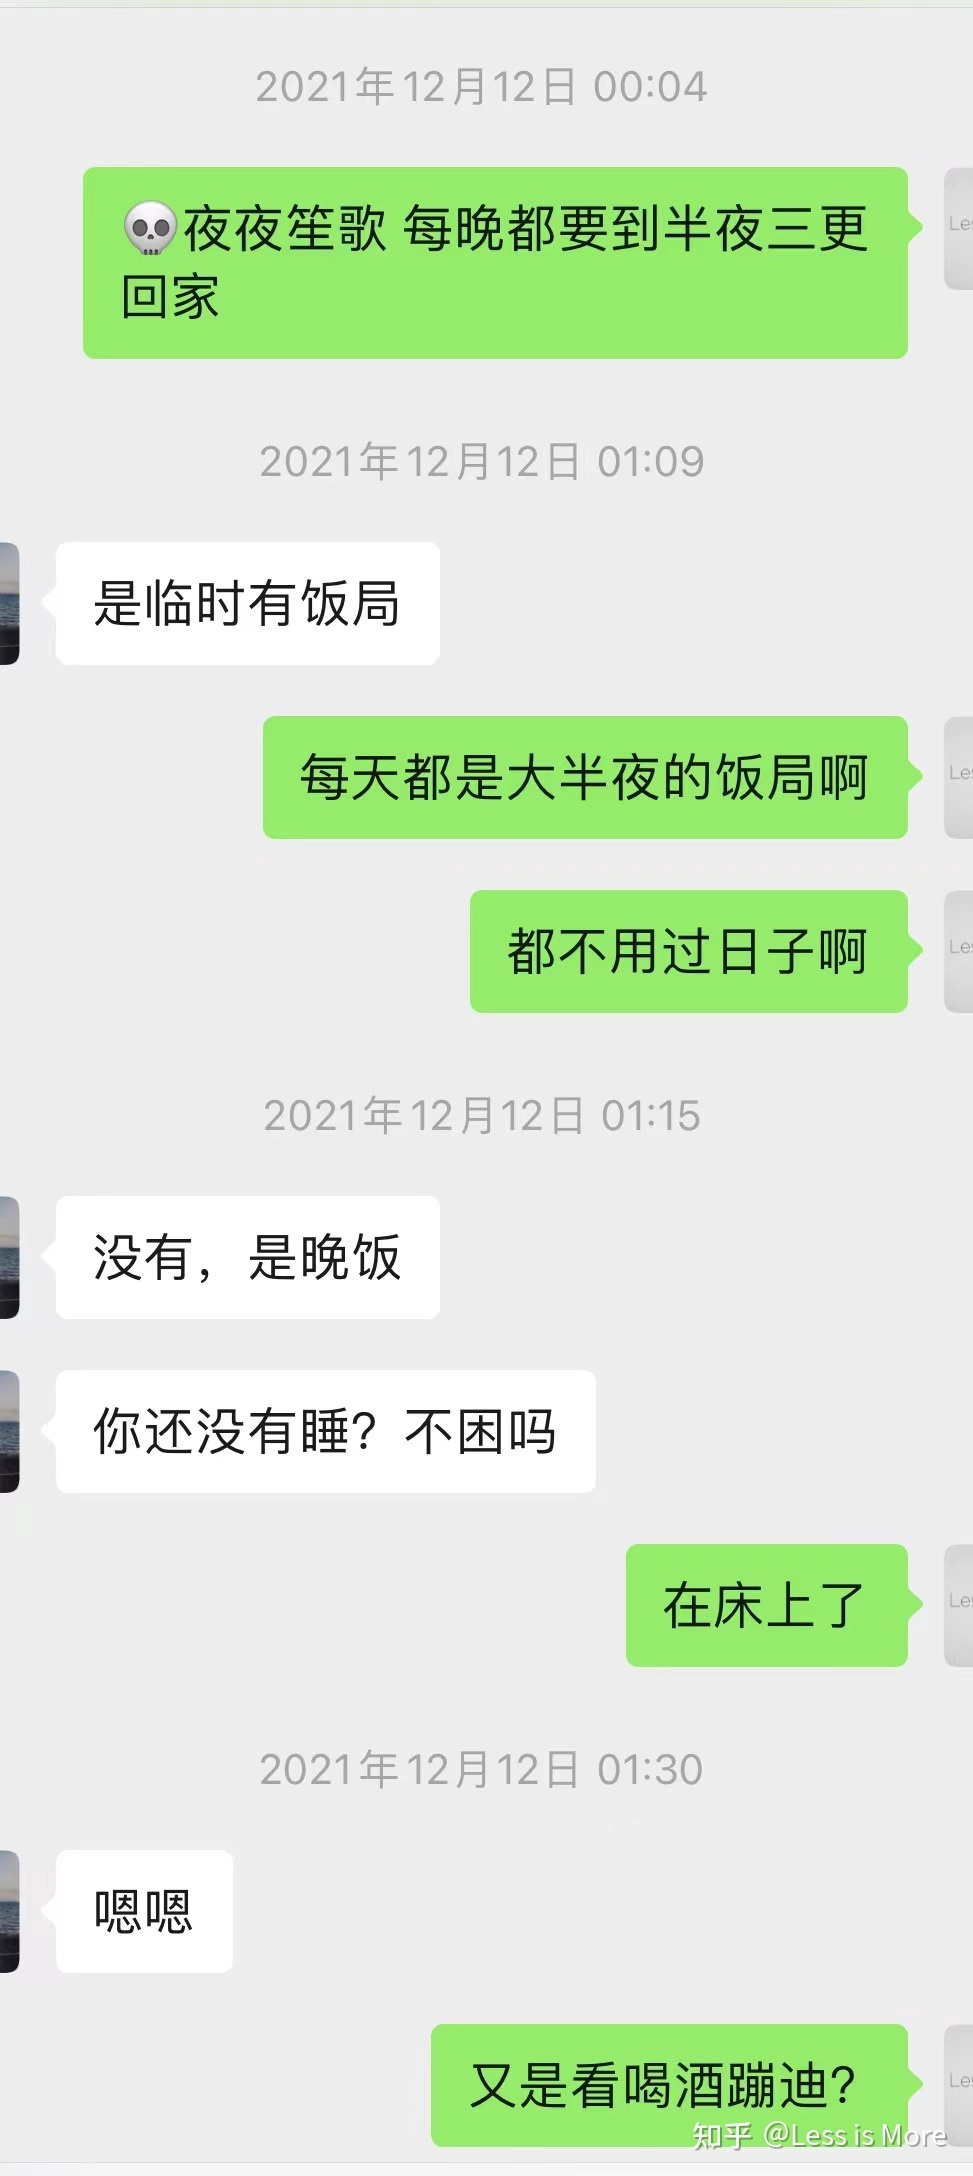 2021年12月12日 00:04
💀夜夜笙歌 每晚都要到半夜三更
回家
Les
2021年12月12日 01:09
是临时有饭局
每天都是大半夜的饭局啊
Les
都不用过日子啊
Les
2021年12月12日 01:15
没有，是晚饭
你还没有睡？不困吗
在床上了
Les
2021年12月12日 01:30
嗯嗯
又是看喝酒蹦迪?
Les
知乎 @Less is More